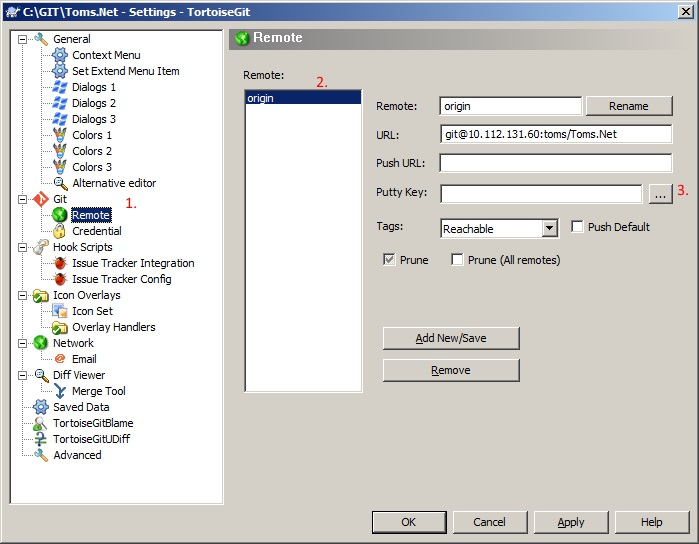 C:\GIT\Toms.Net - Settings - TortoiseGit
General
Context Menu
Set Extend Menu Item
Dialogs 1
Dialogs 2
Dialogs 3
Colors 1
Colors 2
Colors 3
Alternative editor
Git
1.
Remote
Credential
Hook Scripts
Issue Tracker Integration
Issue Tracker Config
Icon Overlays
Icon Set
Overlay Handlers
Network
Email
Diff Viewer
Merge Tool
Saved Data
TortoiseGitBlame
TortoiseGitUDiff
Advanced
Remote
Remote:
2.
origin
Remote: origin Rename
URL: git@10.112.131.60:toms/Toms.Net
Push URL:
Putty Key: ... 3.
Tags: Reachable Push Default
Prune Prune (All remotes)
Add New/Save
Remove
OK Cancel Apply Help